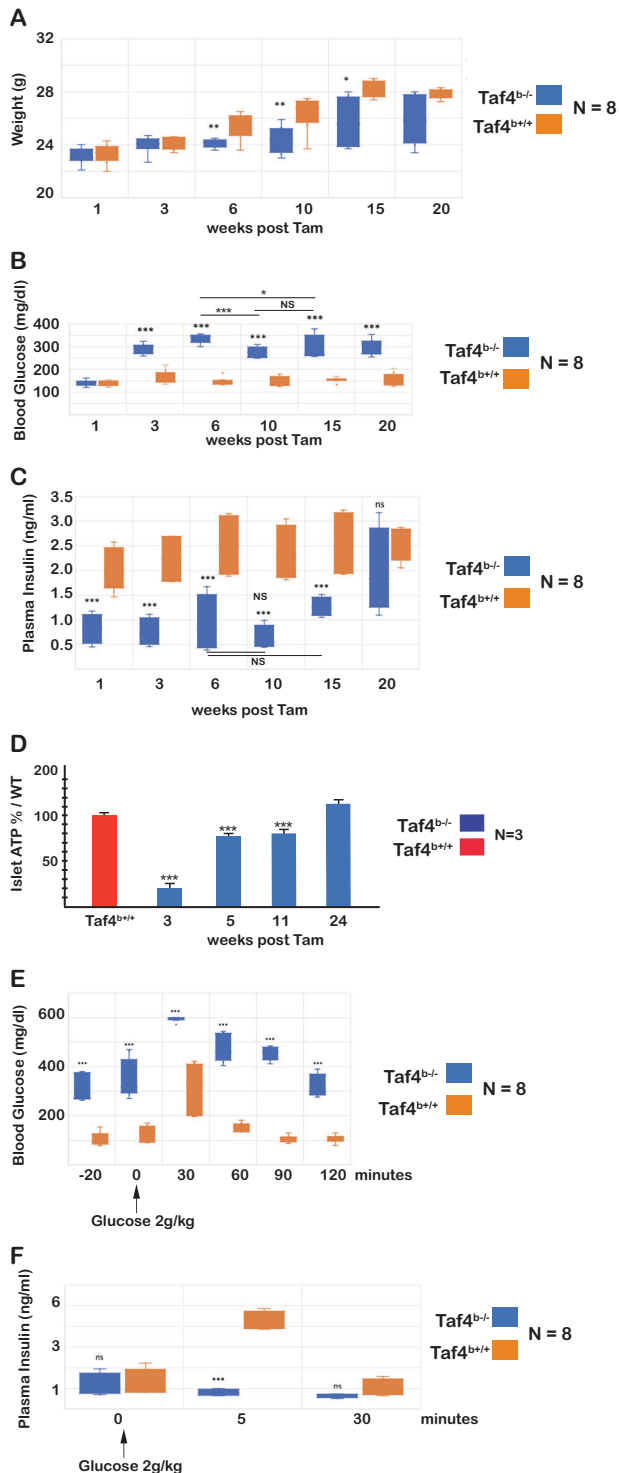 A
Weight (g)
32
28
24
20
** ** *
1 3 6 10 15 20
weeks post Tam
Taf4b-/-
Taf4b+/+
N = 8
B
Blood Glucose (mg/dl)
400
300
200
100
*
*** NS
*** *** *** *** ***
1 3 6 10 15 20
weeks post Tam
Taf4b-/-
Taf4b+/+
N = 8
C
Plasma Insulin (ng/ml)
3.5
3.0
2.5
2.0
1.5
1.0
0.5
ns
NS
*** *** *** *** ***
NS
1 3 6 10 15 20
weeks post Tam
Taf4b-/-
Taf4b+/+
N = 8
D
Islet ATP % / WT
200
100
50
*** *** ***
Taf4b+/+ 3 5 11 24
weeks post Tam
Taf4b-/-
Taf4b+/+
N=3
E
Blood Glucose (mg/dl)
600
400
200
*** *** *** *** *** ***
-20 0 30 60 90 120 minutes
Glucose 2g/kg
Taf4b-/-
Taf4b+/+
N = 8
F
Plasma Insulin (ng/ml)
6
3
1
ns *** ns
0 5 30 minutes
Glucose 2g/kg
Taf4b-/-
Taf4b+/+
N = 8